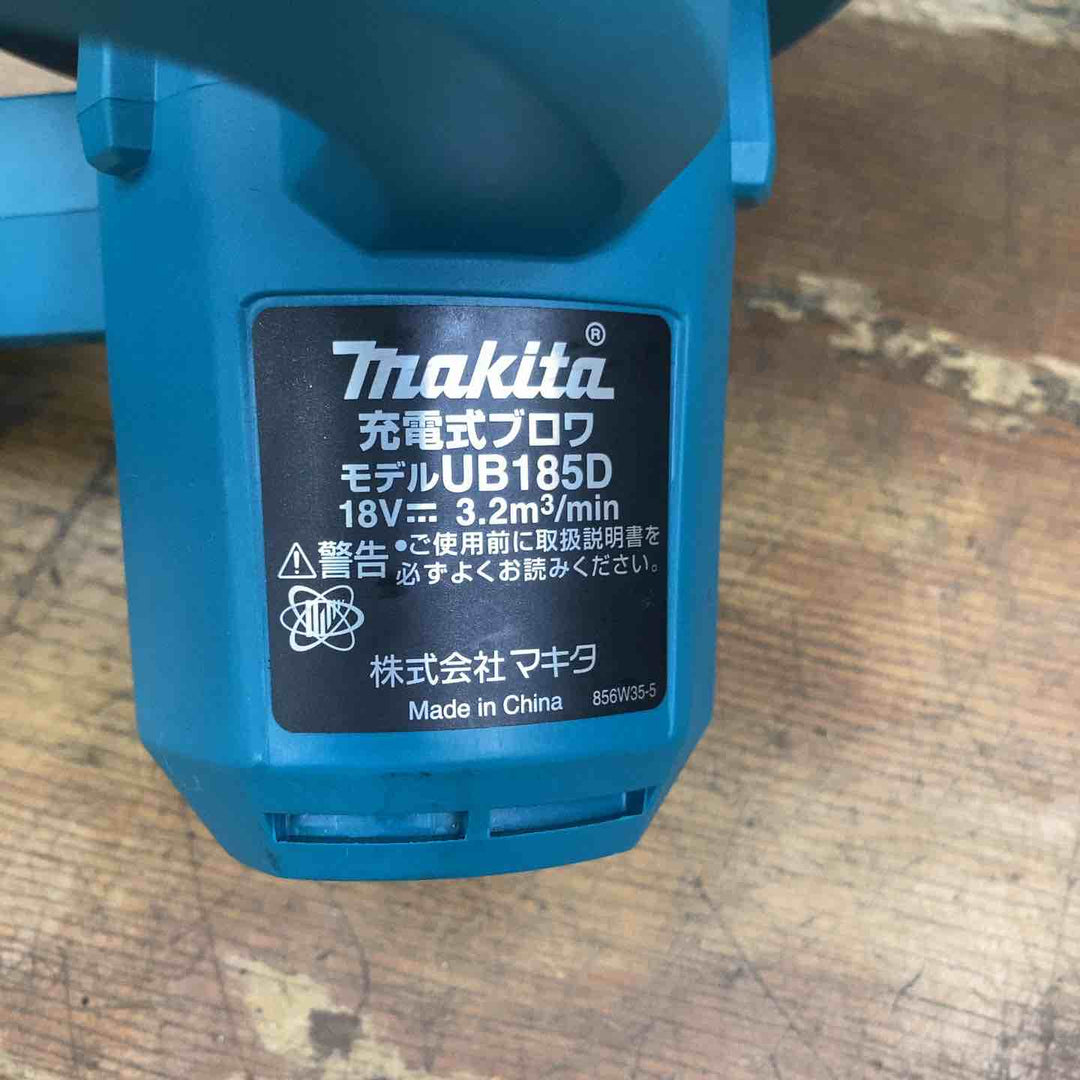 makita®
充電式ブロワ
モデルUB185D
18V⎓ 3.2m³/min
⚠警告 •ご使用前に取扱説明書を
必ずよくお読みください。
株式会社マキタ
Made in China 856W35-5